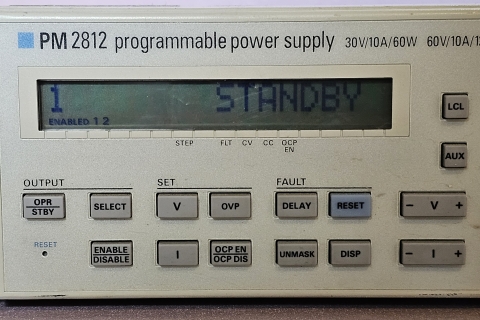 PM 2812 programmable power supply 30V/10A/60W 60V/10A/
1 STANDBY
ENABLED 1 2
STEP FLT CV CC OCP EN
LCL
AUX
OUTPUT SET FAULT
OPR STBY SELECT V OVP DELAY RESET - V +
RESET
ENABLE DISABLE I OCP EN OCP DIS UNMASK DISP - I +